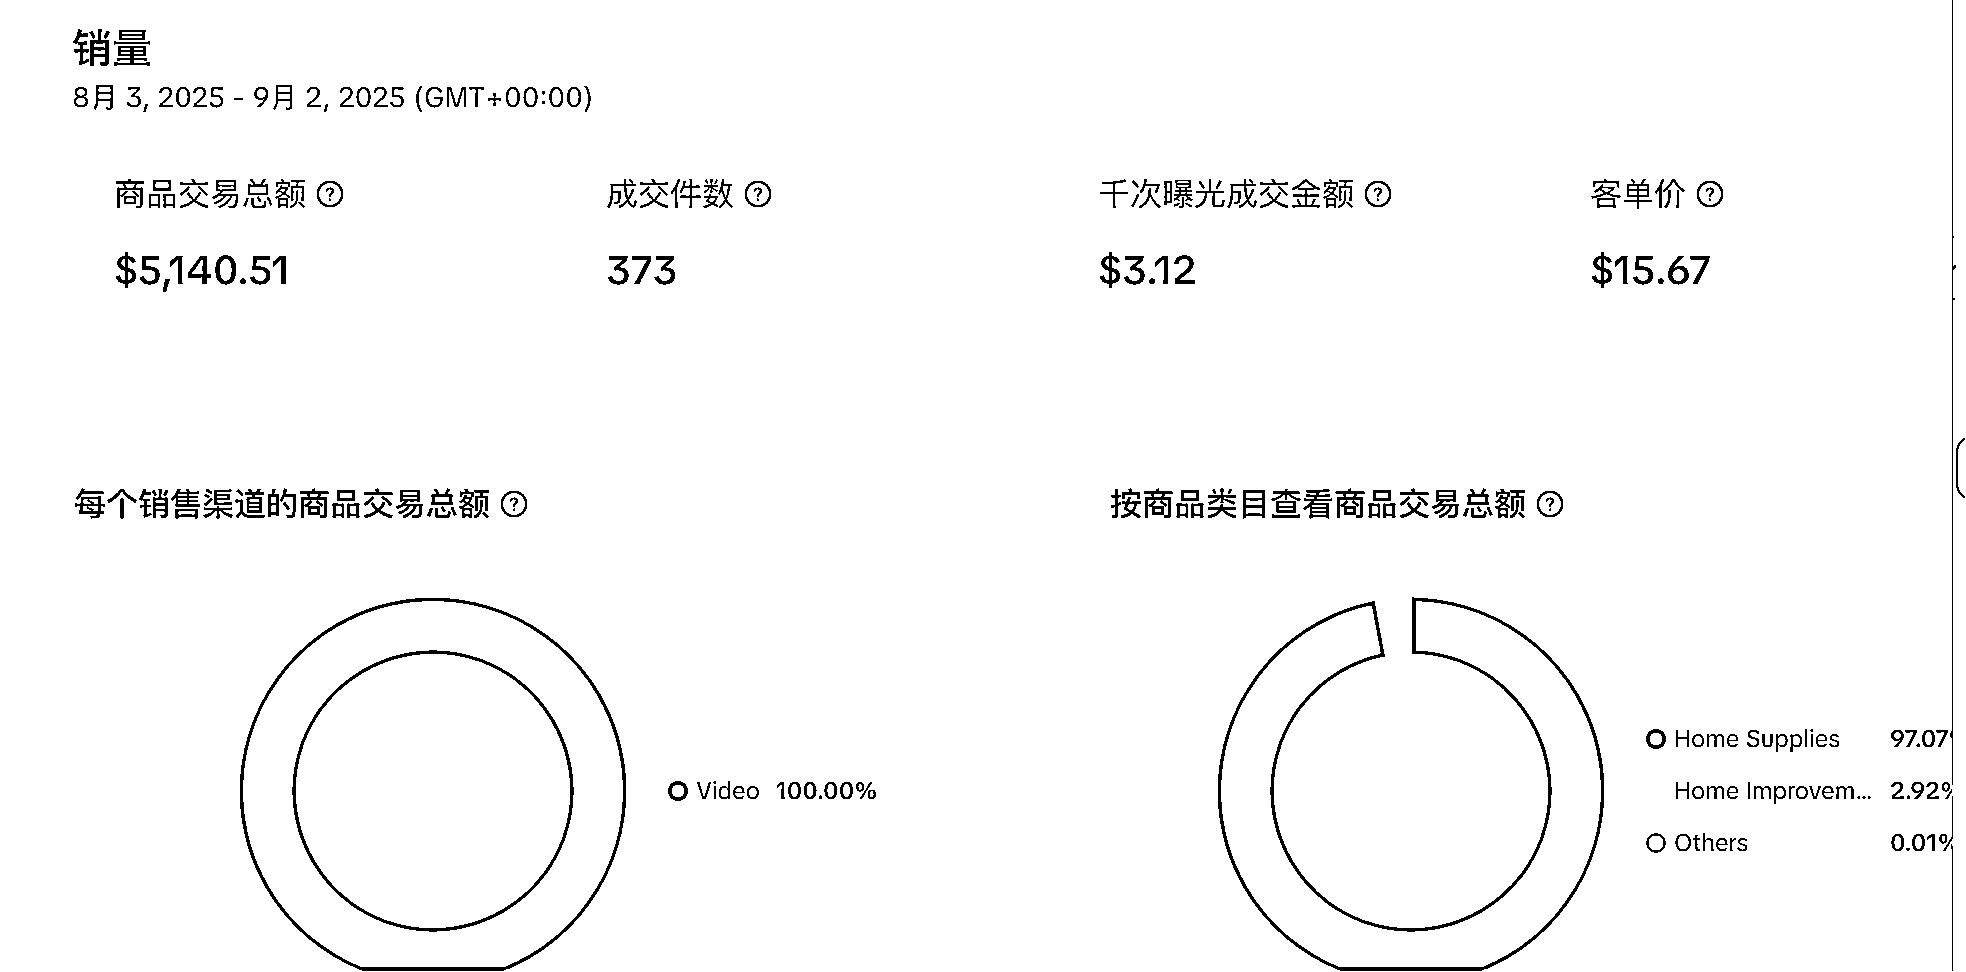 销量
8月 3, 2025 - 9月 2, 2025 (GMT+00:00)
商品交易总额 ?
成交件数 ?
千次曝光成交金额 ?
客单价 ?
$5,140.51
373
$3.12
$15.67
每个销售渠道的商品交易总额 ?
按商品类目查看商品交易总额 ?
Video 100.00%
Home Supplies 97.07%
Home Improvem... 2.92%
Others 0.01%